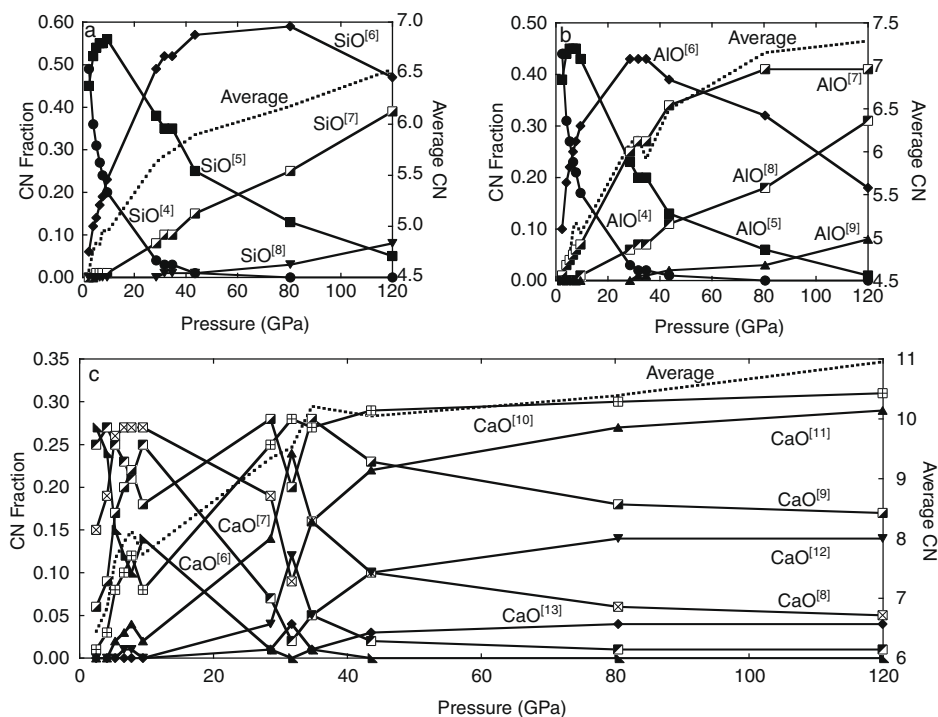 a
0.60
0.50
0.40
0.30
0.20
0.10
0.00
CN Fraction
7.0
6.5
6.0
5.5
5.0
4.5
Average CN
0 20 40 60 80 100 120
Pressure (GPa)
SiO[6]
Average
SiO[7]
SiO[5]
SiO[4]
SiO[8]
b
0.50
0.40
0.30
0.20
0.10
0.00
CN Fraction
7.5
7
6.5
6
5.5
5
4.5
Average CN
0 20 40 60 80 100 120
Pressure (GPa)
AlO[6]
Average
AlO[7]
AlO[8]
AlO[4]
AlO[5]
AlO[9]
c
0.35
0.30
0.25
0.20
0.15
0.10
0.05
0.00
CN Fraction
11
10
9
8
7
6
Average CN
0 20 40 60 80 100 120
Pressure (GPa)
Average
CaO[10]
CaO[11]
CaO[9]
CaO[7]
CaO[12]
CaO[6]
CaO[8]
CaO[13]